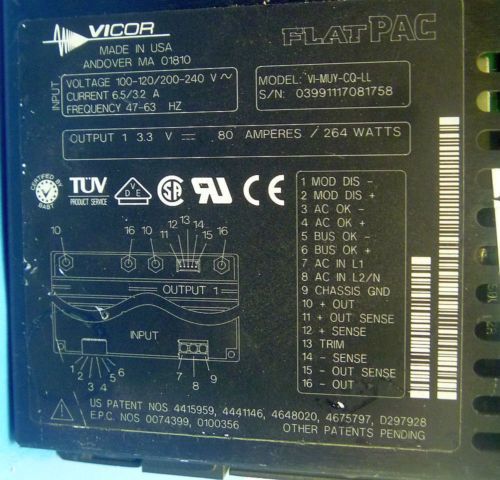 VICOR
FLATPAC
MADE IN USA
ANDOVER MA 01810
INPUT
VOLTAGE 100-120/200-240 V ~
CURRENT 6.5/3.2 A
FREQUENCY 47-63 HZ
MODEL: VI-MUY-CQ-LL
S/N: 03991117081758
OUTPUT 1 3.3 V 80 AMPERES / 264 WATTS
CERTIFIED BY BABT
TÜV
PRODUCT SERVICE
VDE
SA
UR
CE
1 MOD DIS -
2 MOD DIS +
3 AC OK -
4 AC OK +
5 BUS OK -
6 BUS OK +
7 AC IN L1
8 AC IN L2/N
9 CHASSIS GND
10 + OUT
11 + OUT SENSE
12 + SENSE
13 TRIM
14 - SENSE
15 - OUT SENSE
16 - OUT
13
12 14
10 16 10 11 15 16
OUTPUT 1
INPUT
1 2 3 4 5 6 7 8 9
US PATENT NOS 4415959, 4441146, 4648020, 4675797, D297928
E.P.C. NOS 0074399, 0100356
OTHER PATENTS PENDING